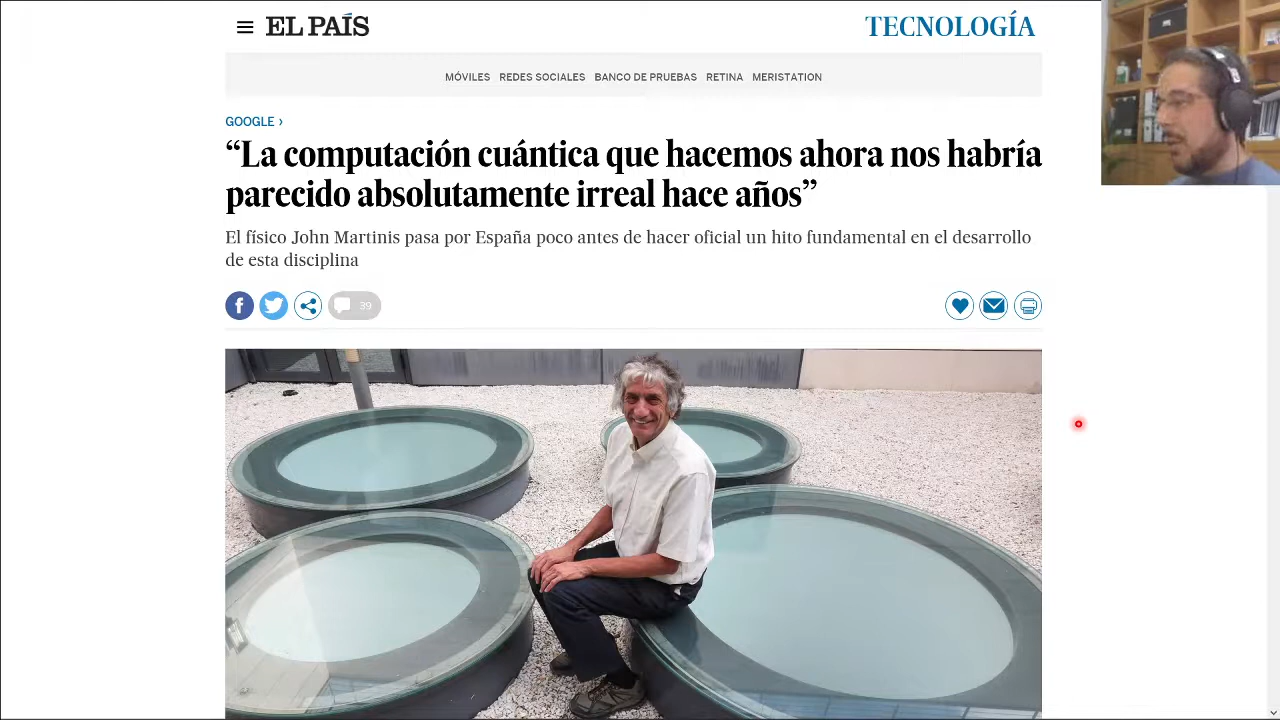 EL PAÍS
TECNOLOGÍA
MÓVILES REDES SOCIALES BANCO DE PRUEBAS RETINA MERISTATION
GOOGLE ›
“La computación cuántica que hacemos ahora nos habría
parecido absolutamente irreal hace años”
El físico John Martinis pasa por España poco antes de hacer oficial un hito fundamental en el desarrollo
de esta disciplina
39